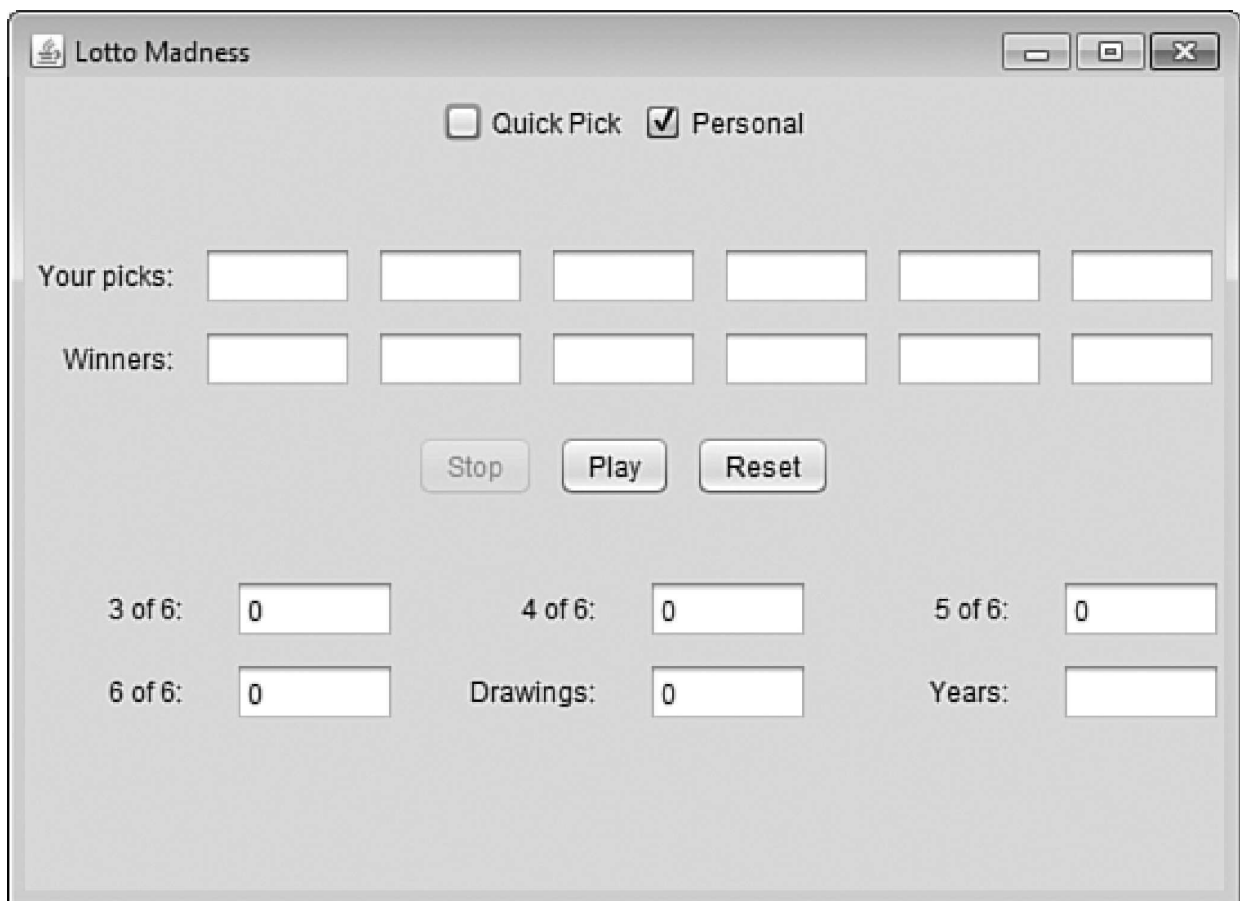 Lotto Madness
Quick Pick Personal
Your picks:
Winners:
Stop Play Reset
3 of 6: 0 4 of 6: 0 5 of 6: 0
6 of 6: 0 Drawings: 0 Years: